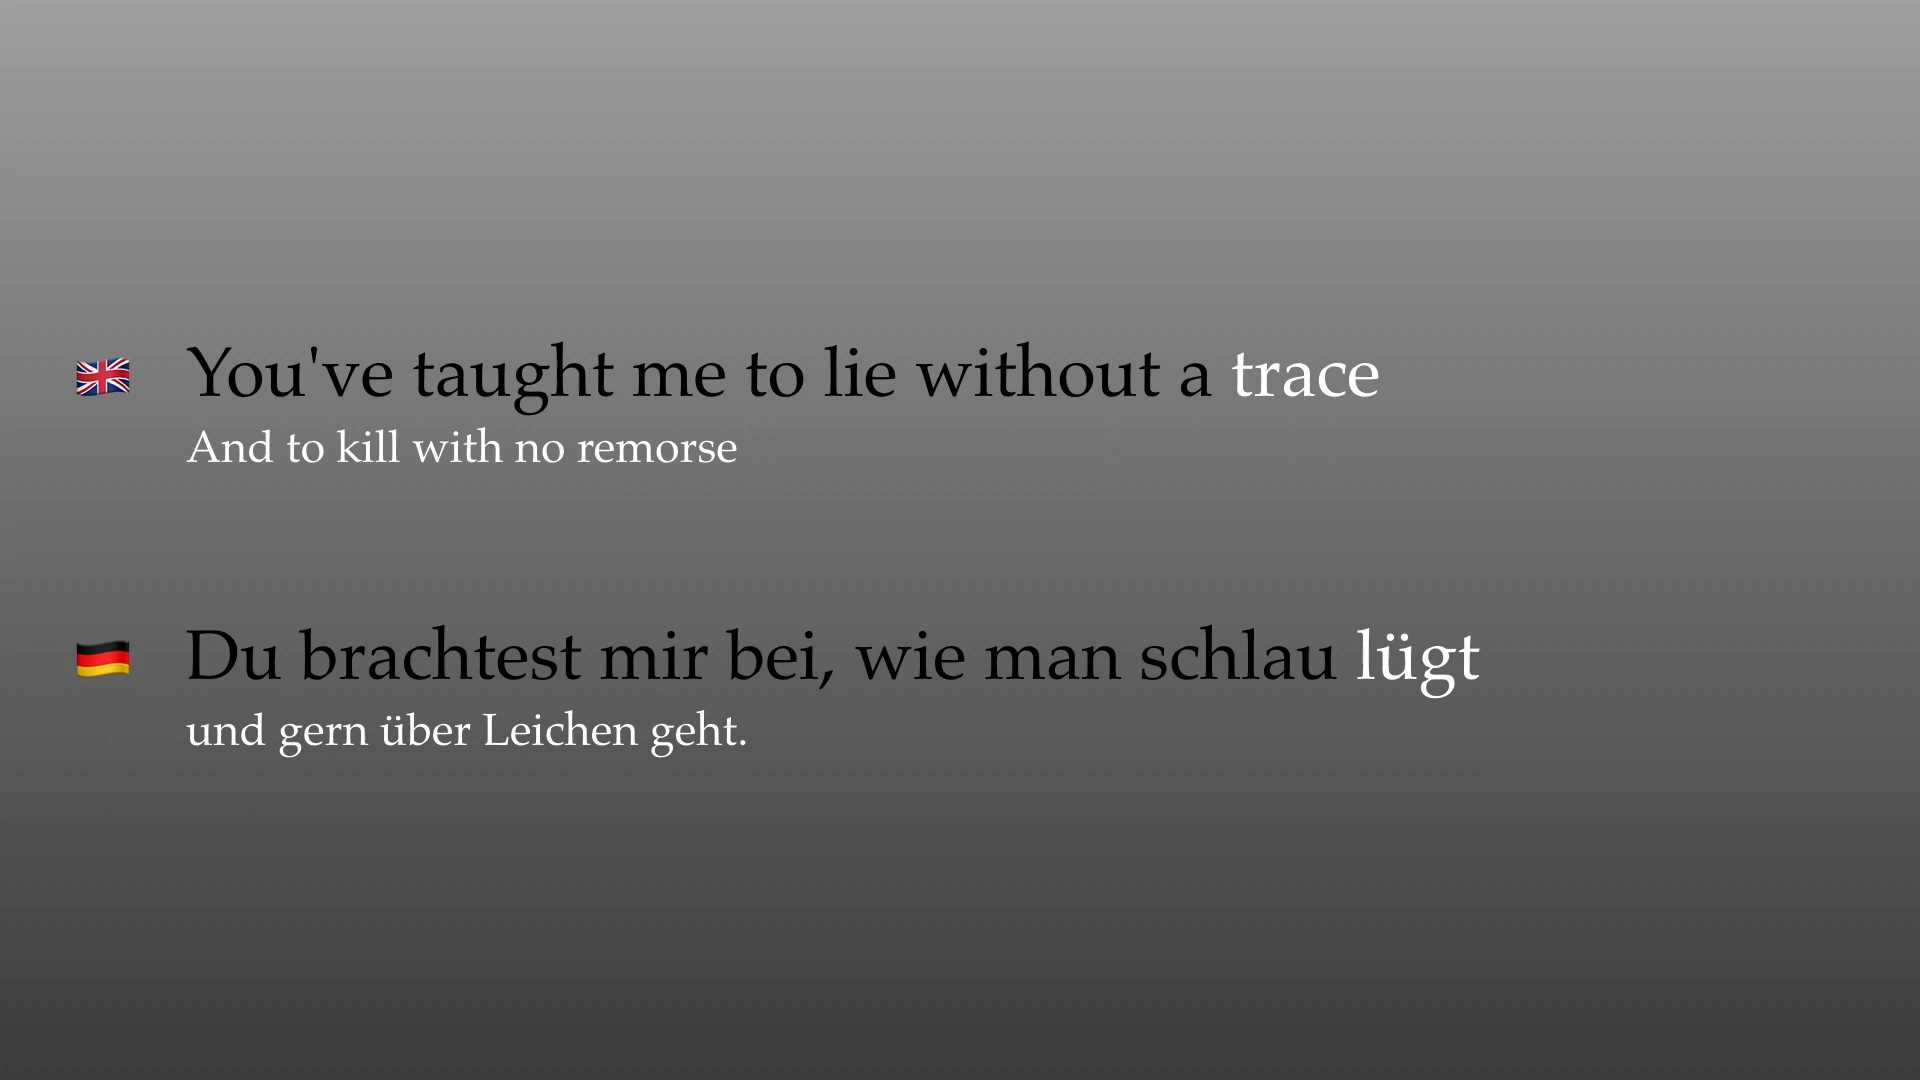 You've taught me to lie without a trace
And to kill with no remorse
Du brachtest mir bei, wie man schlau lügt
und gern über Leichen geht.